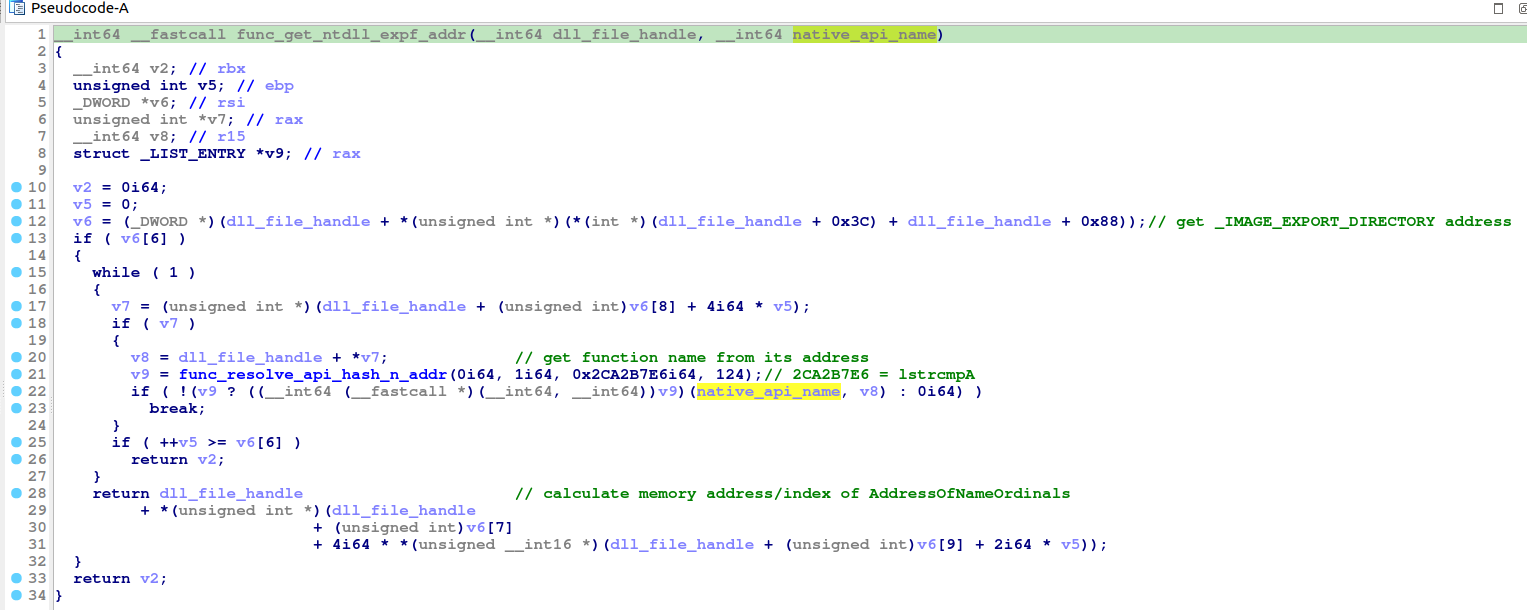 Pseudocode-A
1 __int64 __fastcall func_get_ntdll_expf_addr(__int64 dll_file_handle, __int64 native_api_name)
2 {
3   __int64 v2; // rbx
4   unsigned int v5; // ebp
5   _DWORD *v6; // rsi
6   unsigned int *v7; // rax
7   __int64 v8; // r15
8   struct _LIST_ENTRY *v9; // rax
9
10   v2 = 0i64;
11   v5 = 0;
12   v6 = (_DWORD *)(dll_file_handle + *(unsigned int *)(*(int *)(dll_file_handle + 0x3C) + dll_file_handle + 0x88));// get _IMAGE_EXPORT_DIRECTORY address
13   if ( v6[6] )
14   {
15     while ( 1 )
16     {
17       v7 = (unsigned int *)(dll_file_handle + (unsigned int)v6[8] + 4i64 * v5);
18       if ( v7 )
19       {
20         v8 = dll_file_handle + *v7;           // get function name from its address
21         v9 = func_resolve_api_hash_n_addr(0i64, 1i64, 0x2CA2B7E6i64, 124);// 2CA2B7E6 = lstrcmpA
22         if ( !(v9 ? ((__int64 (__fastcall *)(__int64, __int64))v9)(native_api_name, v8) : 0i64) )
23           break;
24       }
25       if ( ++v5 >= v6[6] )
26         return v2;
27     }
28     return dll_file_handle                      // calculate memory address/index of AddressOfNameOrdinals
29          + *(unsigned int *)(dll_file_handle
30                            + (unsigned int)v6[7]
31                            + 4i64 * *(unsigned __int16 *)(dll_file_handle + (unsigned int)v6[9] + 2i64 * v5));
32   }
33   return v2;
34 }